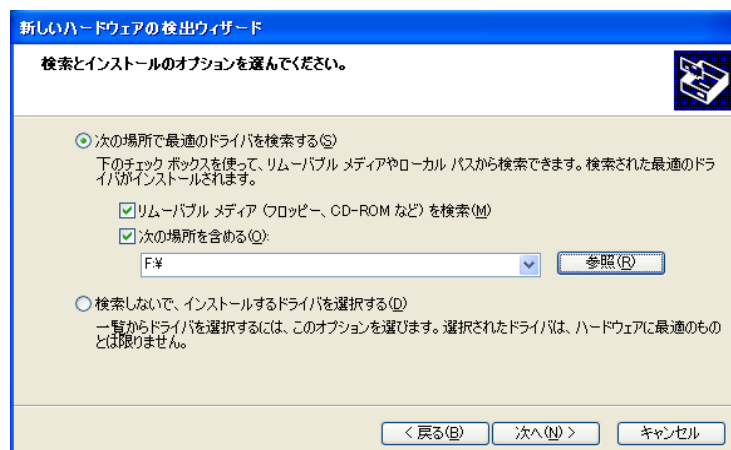 新しいハードウェアの検出ウィザード
検索とインストールのオプションを選んでください。
次の場所で最適のドライバを検索する(S)
下のチェック ボックスを使って、リムーバブル メディアやローカル パスから検索できます。検索された最適のドラ
イバがインストールされます。
リムーバブル メディア (フロッピー、CD-ROM など) を検索(M)
次の場所を含める(O):
F:¥
参照(R)
検索しないで、インストールするドライバを選択する(D)
一覧からドライバを選択するには、このオプションを選びます。選択されたドライバは、ハードウェアに最適のもの
とは限りません。
< 戻る(B)
次へ(N) >
キャンセル